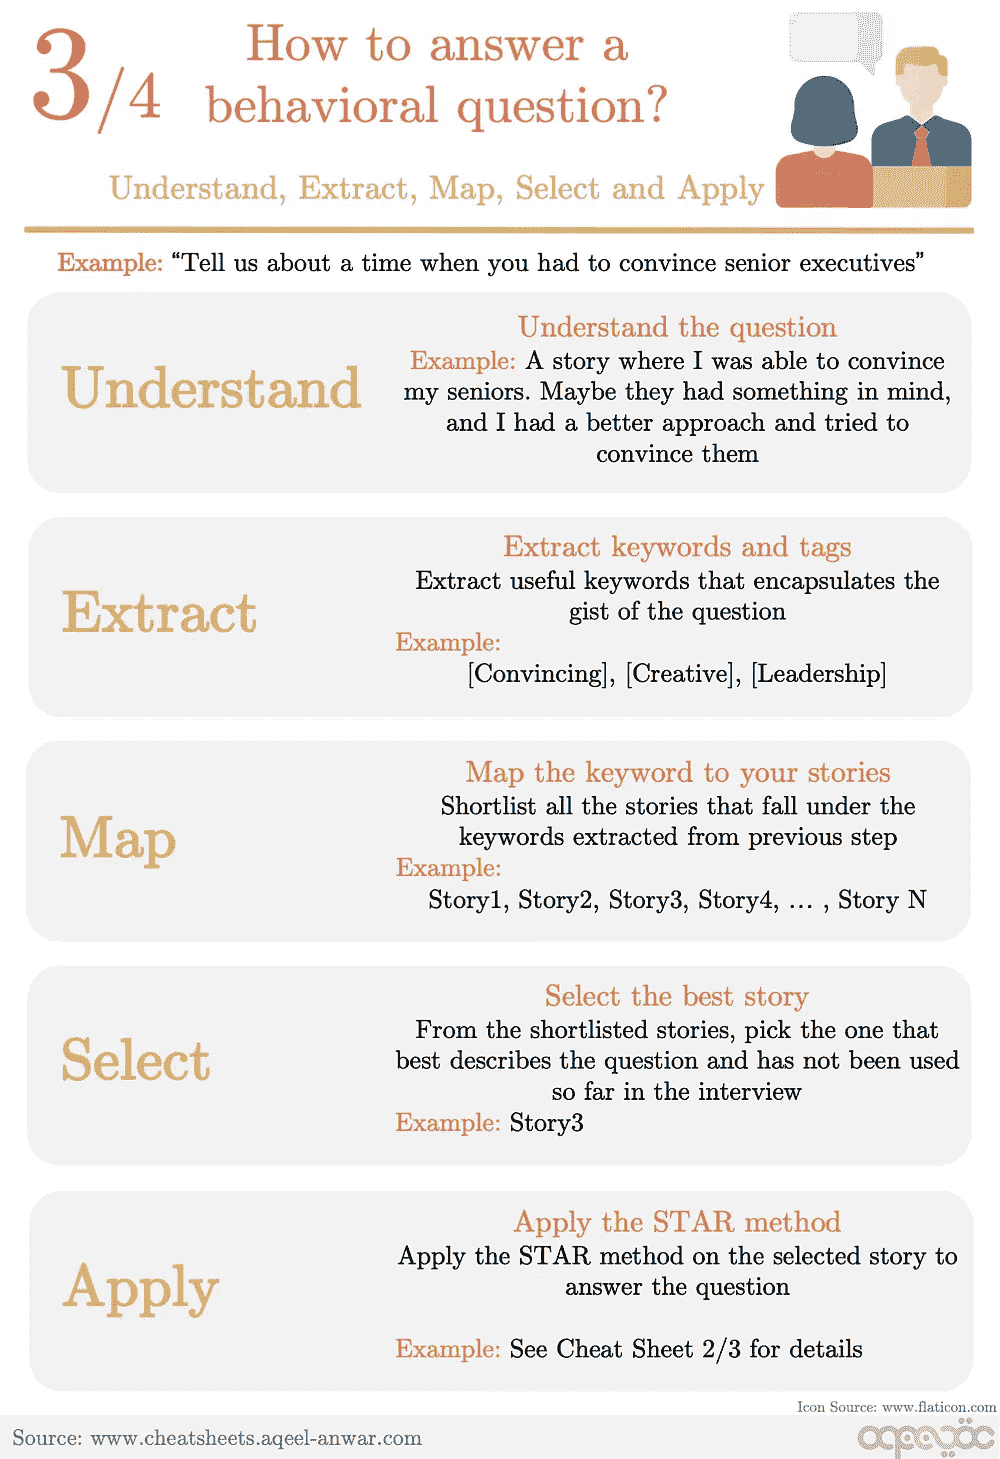 3/4
How to answer a
behavioral question?
Understand, Extract, Map, Select and Apply
Example: “Tell us about a time when you had to convince senior executives”
Understand
Understand the question
Example: A story where I was able to convince
my seniors. Maybe they had something in mind,
and I had a better approach and tried to
convince them
Extract
Extract keywords and tags
Extract useful keywords that encapsulates the
gist of the question
Example:
[Convincing], [Creative], [Leadership]
Map
Map the keyword to your stories
Shortlist all the stories that fall under the
keywords extracted from previous step
Example:
Story1, Story2, Story3, Story4, … , Story N
Select
Select the best story
From the shortlisted stories, pick the one that
best describes the question and has not been used
so far in the interview
Example: Story3
Apply
Apply the STAR method
Apply the STAR method on the selected story to
answer the question
Example: See Cheat Sheet 2/3 for details
Icon Source: www.flaticon.com
Source: www.cheatsheets.aqeel-anwar.com